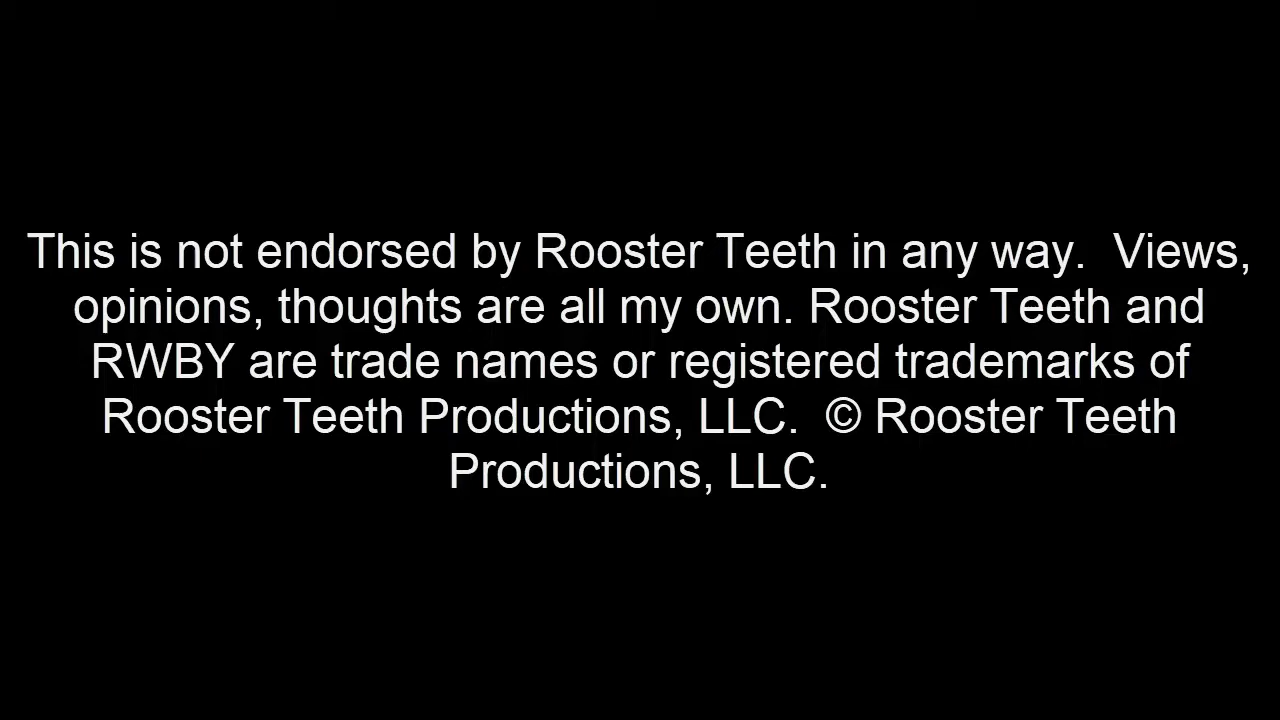 This is not endorsed by Rooster Teeth in any way.  Views,
opinions, thoughts are all my own. Rooster Teeth and
RWBY are trade names or registered trademarks of
Rooster Teeth Productions, LLC.  © Rooster Teeth
Productions, LLC.